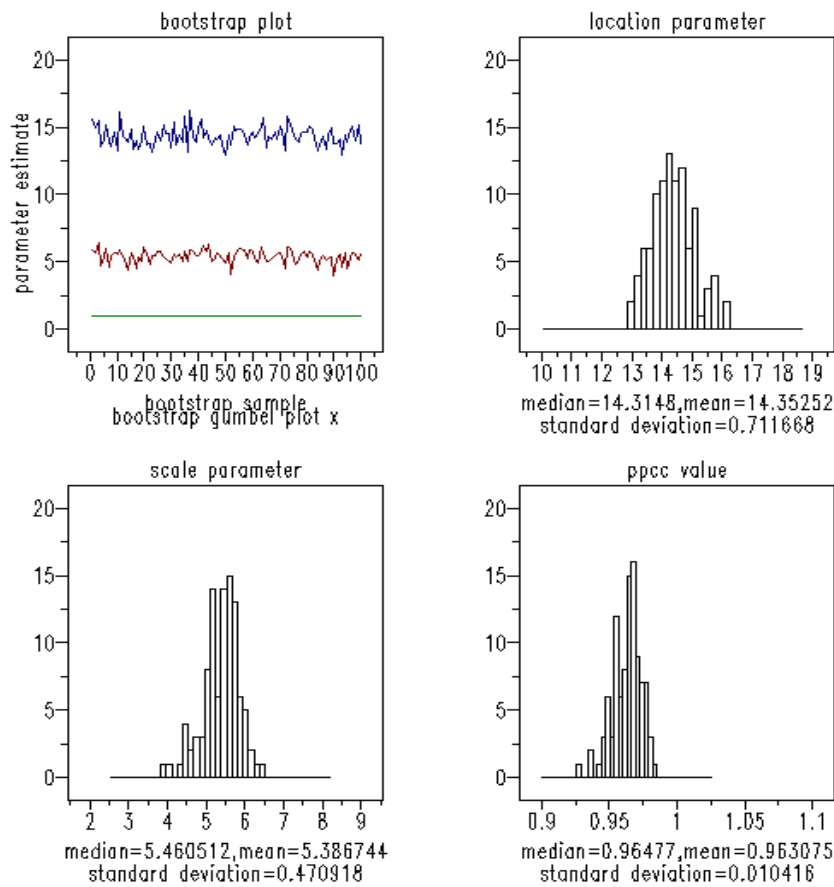 bootstrap plot
20
15
10
5
0
parameter estimate
0 10 20 30 40 50 60 70 80 90 100
bootstrap sample
bootstrap gumbel plot x
location parameter
20
15
10
5
0
10 11 12 13 14 15 16 17 18 19
median=14.3148,mean=14.35252
standard deviation=0.711668
scale parameter
20
15
10
5
0
2 3 4 5 6 7 8 9
median=5.460512,mean=5.386744
standard deviation=0.470918
ppcc value
20
15
10
5
0
0.9 0.95 1 1.05 1.1
median=0.96477,mean=0.963075
standard deviation=0.010416